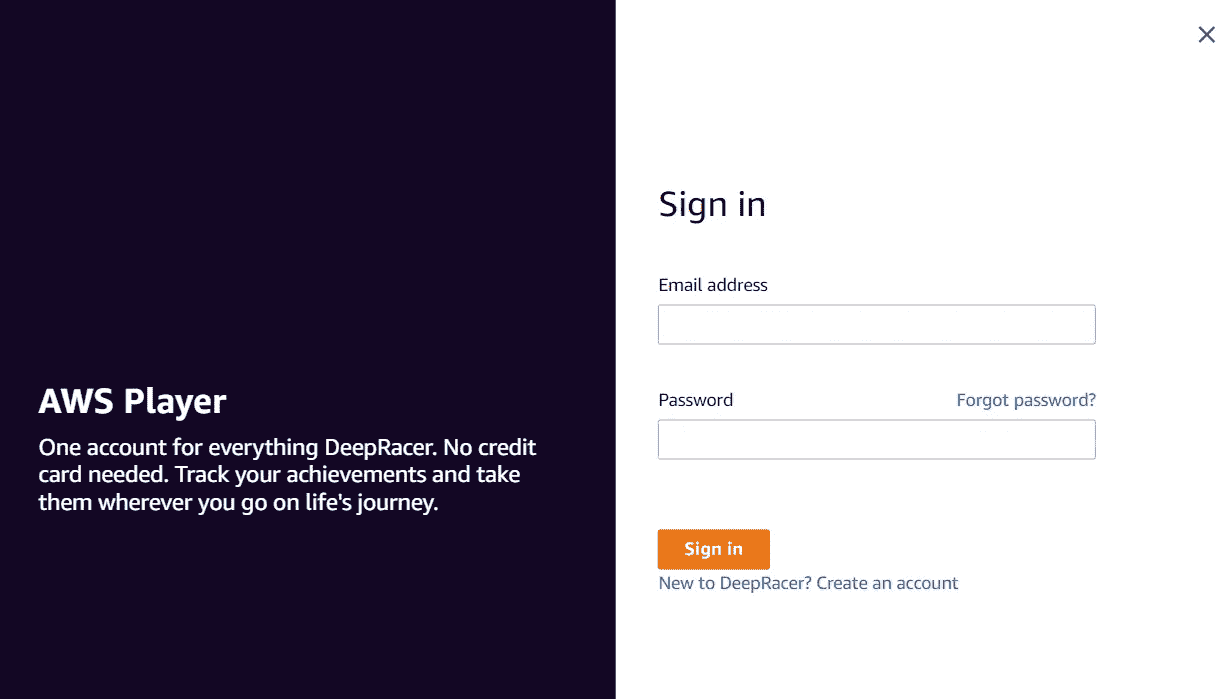 AWS Player
One account for everything DeepRacer. No credit
card needed. Track your achievements and take
them wherever you go on life's journey.
Sign in
Email address
Password
Forgot password?
Sign in
New to DeepRacer? Create an account